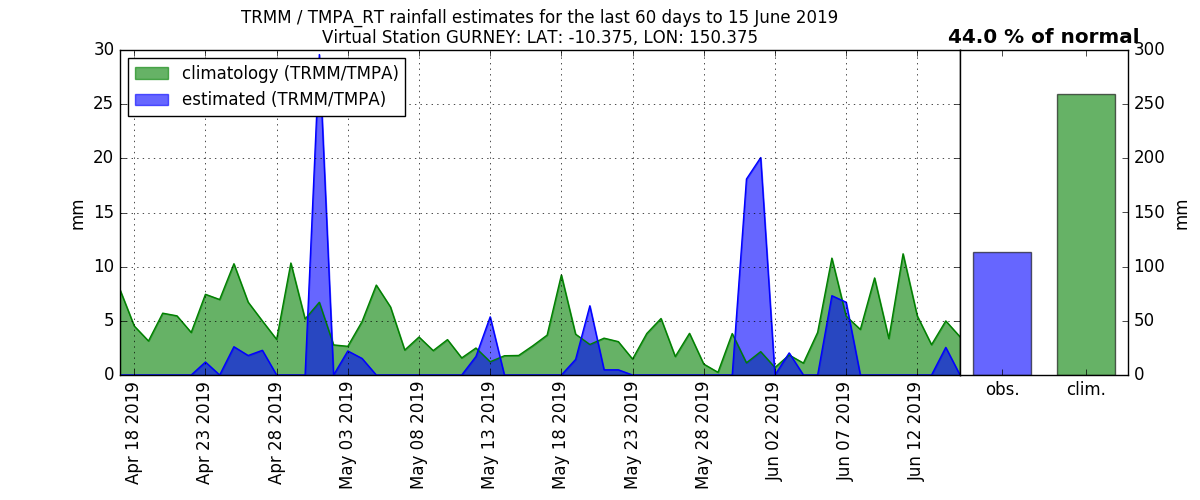 TRMM / TMPA_RT rainfall estimates for the last 60 days to 15 June 2019
Virtual Station GURNEY: LAT: -10.375, LON: 150.375
44.0 % of normal
climatology (TRMM/TMPA)
estimated (TRMM/TMPA)
30
25
20
15
10
5
0
mm
Apr 18 2019
Apr 23 2019
Apr 28 2019
May 03 2019
May 08 2019
May 13 2019
May 18 2019
May 23 2019
May 28 2019
Jun 02 2019
Jun 07 2019
Jun 12 2019
obs.
clim.
300
250
200
150
100
50
0
mm